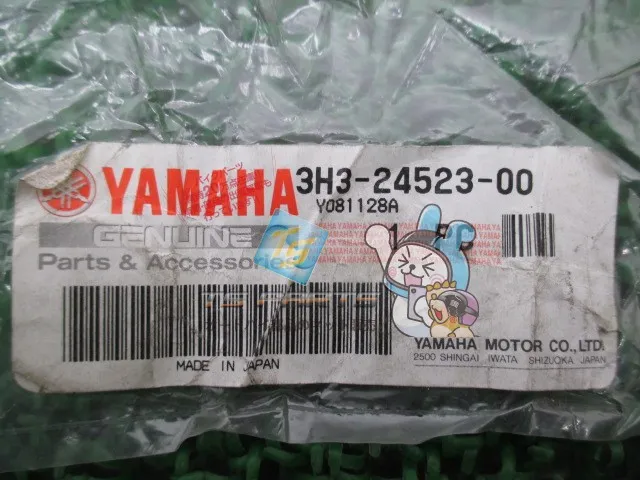 YAMAHA
3H3-24523-00
Y081128A
GENUINE
Parts & Accessories
MADE IN JAPAN
YAMAHA MOTOR CO.,LTD.
2500 SHINGAI IWATA SHIZUOKA JAPAN